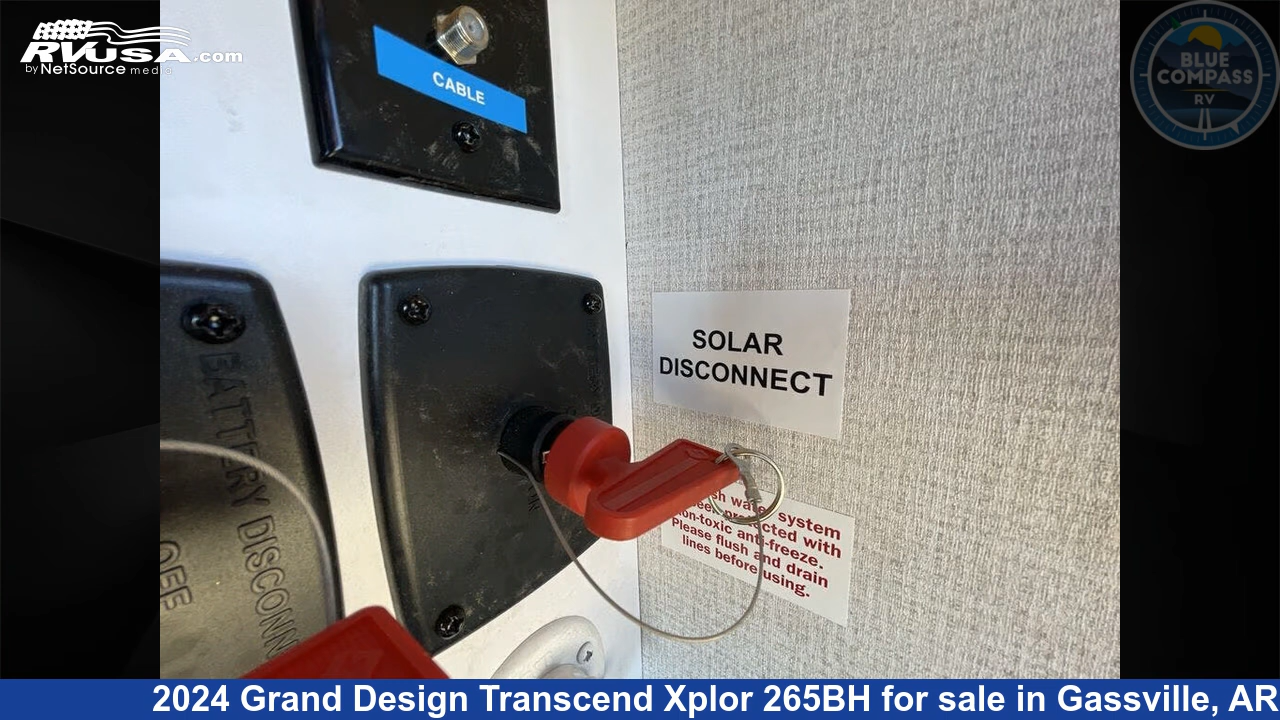 RVUSA.com
by NetSource media
BLUE
COMPASS
RV
CABLE
SOLAR
DISCONNECT
BATTERY
OFF
water system
protected with
non-toxic anti-freeze.
Please flush and drain
lines before using.
2024 Grand Design Transcend Xplor 265BH for sale in Gassville, AR